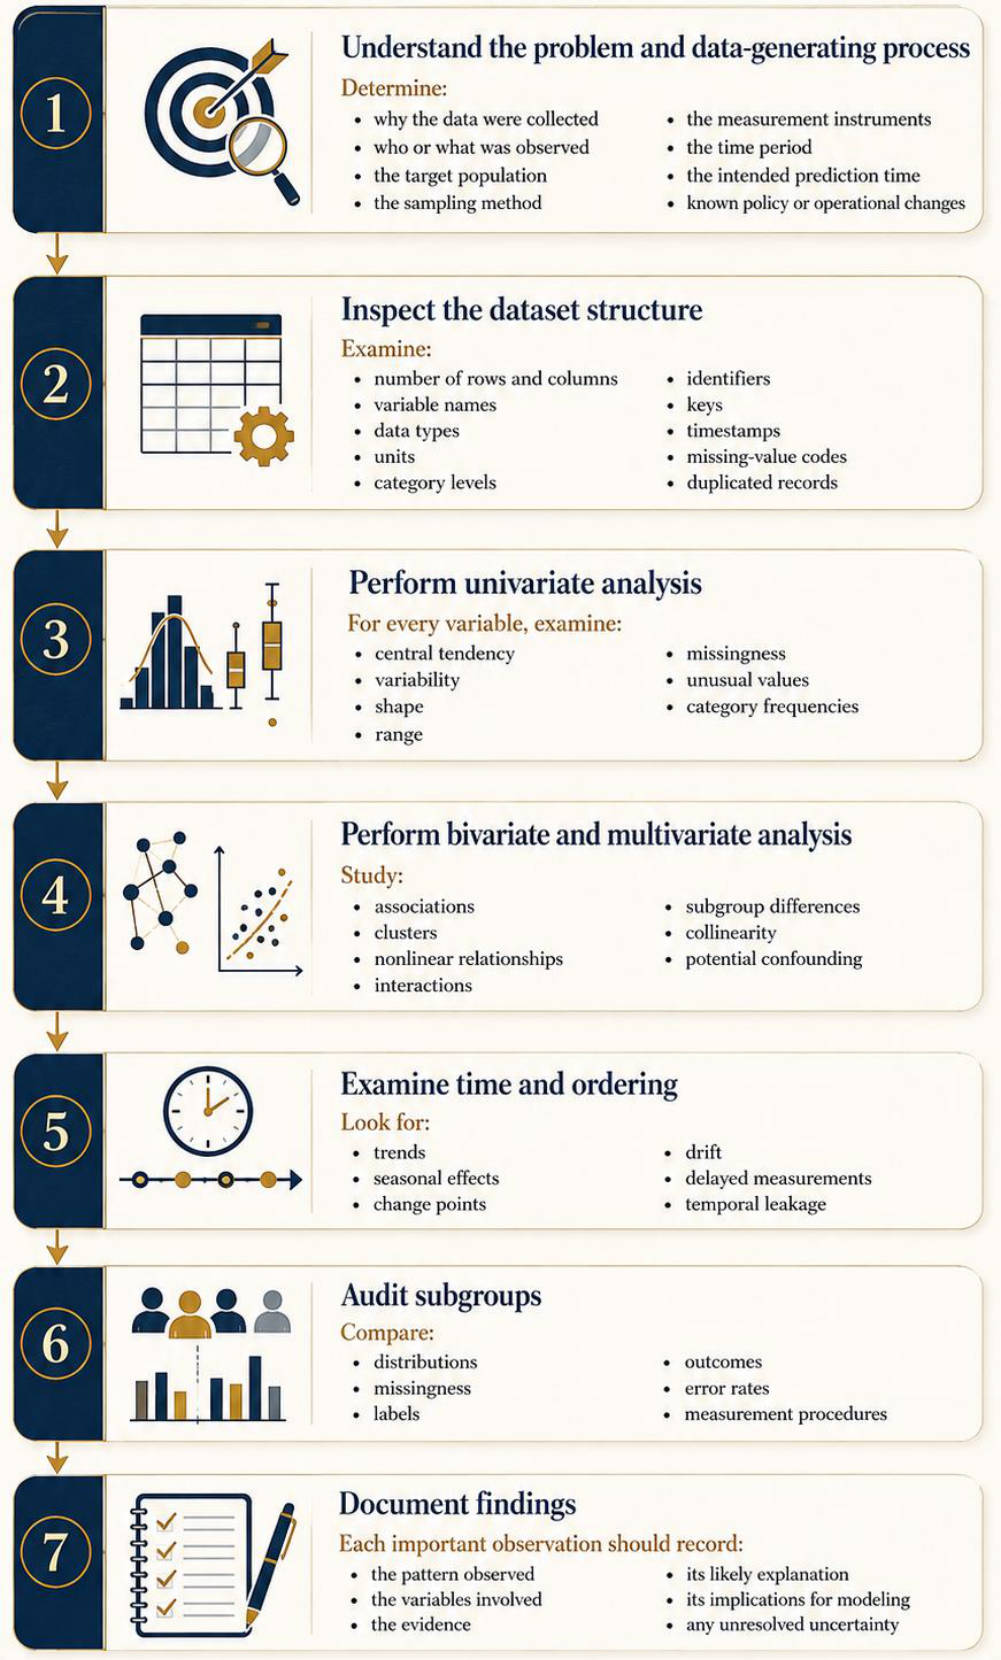 1
Understand the problem and data-generating process
Determine:
• why the data were collected
• who or what was observed
• the target population
• the sampling method
• the measurement instruments
• the time period
• the intended prediction time
• known policy or operational changes
2
Inspect the dataset structure
Examine:
• number of rows and columns
• variable names
• data types
• units
• category levels
• identifiers
• keys
• timestamps
• missing-value codes
• duplicated records
3
Perform univariate analysis
For every variable, examine:
• central tendency
• variability
• shape
• range
• missingness
• unusual values
• category frequencies
4
Perform bivariate and multivariate analysis
Study:
• associations
• clusters
• nonlinear relationships
• interactions
• subgroup differences
• collinearity
• potential confounding
5
Examine time and ordering
Look for:
• trends
• seasonal effects
• change points
• drift
• delayed measurements
• temporal leakage
6
Audit subgroups
Compare:
• distributions
• missingness
• labels
• outcomes
• error rates
• measurement procedures
7
Document findings
Each important observation should record:
• the pattern observed
• the variables involved
• the evidence
• its likely explanation
• its implications for modeling
• any unresolved uncertainty